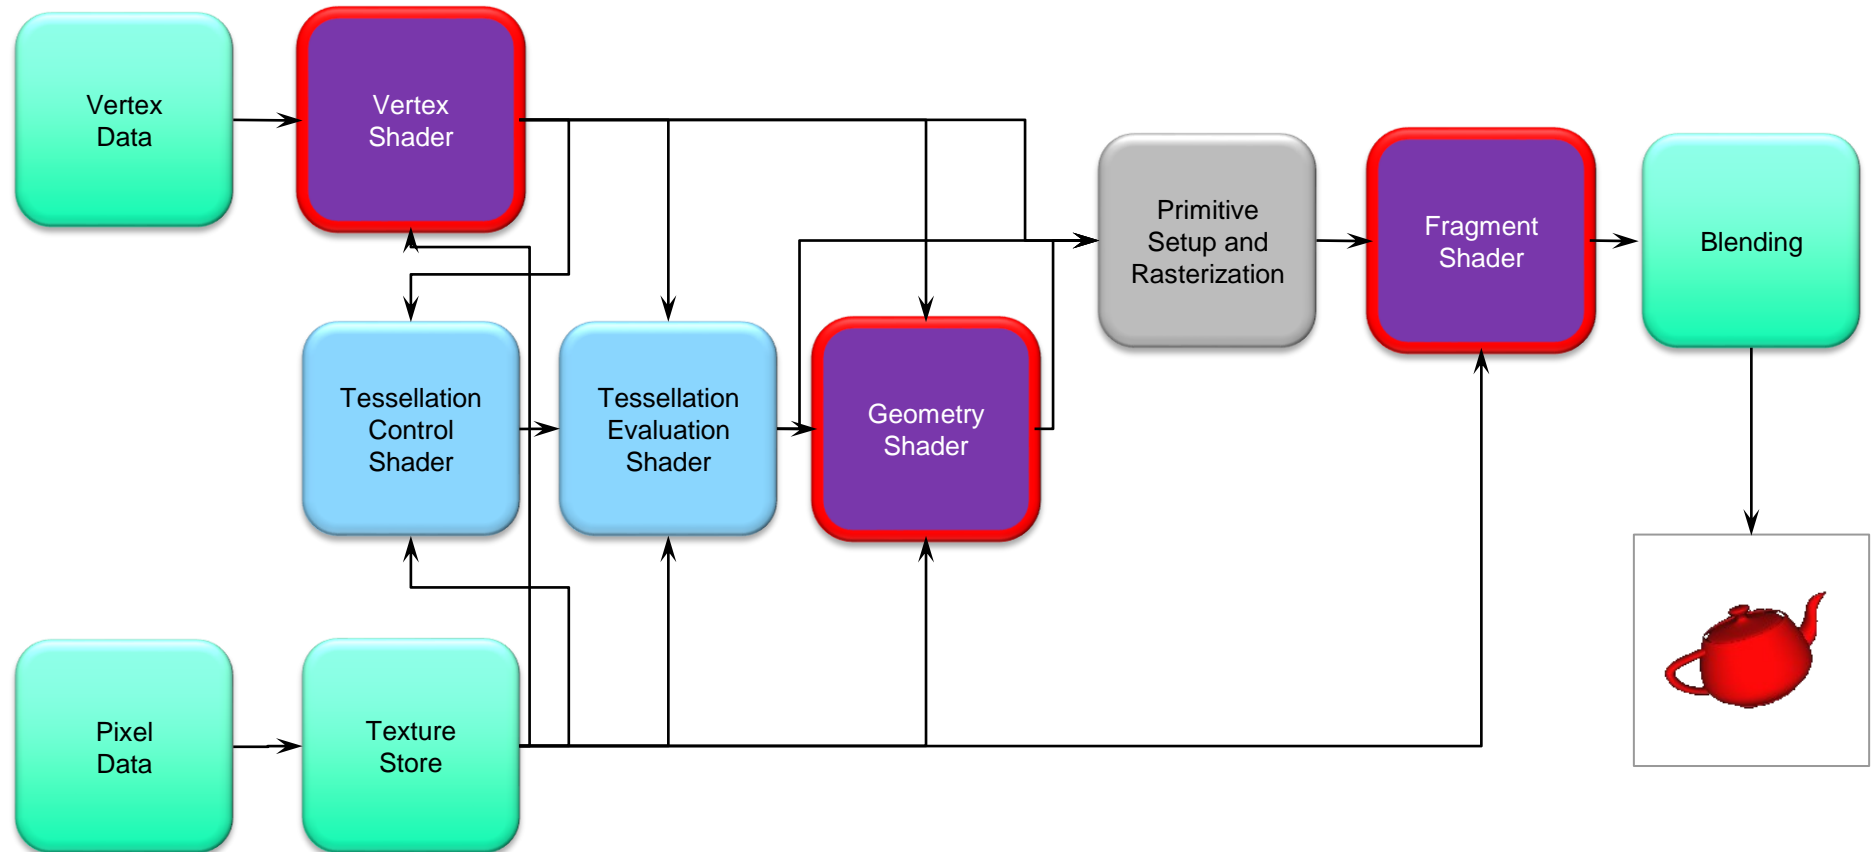 Vertex
Data
Vertex
Shader
Primitive
Setup and
Rasterization
Fragment
Shader
Blending
Tessellation
Control
Shader
Tessellation
Evaluation
Shader
Geometry
Shader
Pixel
Data
Texture
Store